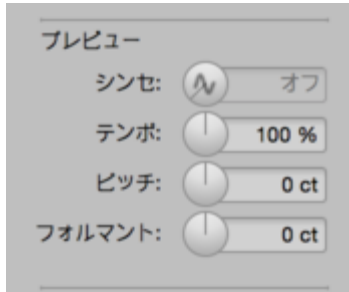 プレビュー
シンセ: オフ
テンポ: 100 %
ピッチ: 0 ct
フォルマント: 0 ct